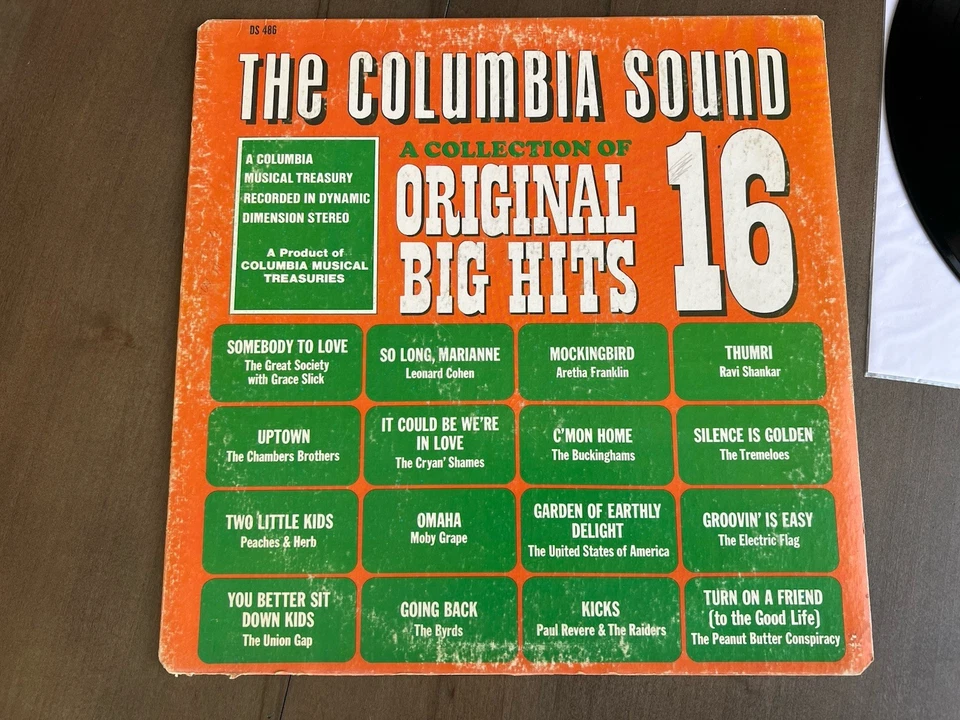 DS 486
THE COLUMBIA SOUND
A COLUMBIA
MUSICAL TREASURY
RECORDED IN DYNAMIC
DIMENSION STEREO
A Product of
COLUMBIA MUSICAL
TREASURIES
A COLLECTION OF
ORIGINAL
BIG HITS
16
SOMEBODY TO LOVE
The Great Society
with Grace Slick
SO LONG, MARIANNE
Leonard Cohen
MOCKINGBIRD
Aretha Franklin
THUMRI
Ravi Shankar
UPTOWN
The Chambers Brothers
IT COULD BE WE'RE
IN LOVE
The Cryan' Shames
C'MON HOME
The Buckinghams
SILENCE IS GOLDEN
The Tremeloes
TWO LITTLE KIDS
Peaches & Herb
OMAHA
Moby Grape
GARDEN OF EARTHLY
DELIGHT
The United States of America
GROOVIN' IS EASY
The Electric Flag
YOU BETTER SIT
DOWN KIDS
The Union Gap
GOING BACK
The Byrds
KICKS
Paul Revere & The Raiders
TURN ON A FRIEND
(to the Good Life)
The Peanut Butter Conspiracy